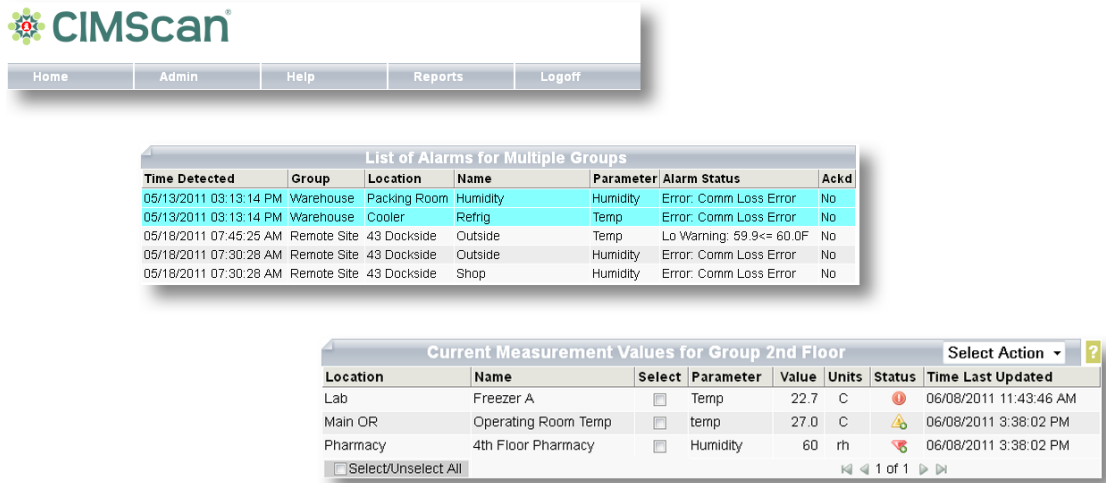 CIMScan®
Home Admin Help Reports Logoff
List of Alarms for Multiple Groups
Time Detected Group Location Name Parameter Alarm Status Ackd
05/13/2011 03:13:14 PM Warehouse Packing Room Humidity Humidity Error: Comm Loss Error No
05/13/2011 03:13:14 PM Warehouse Cooler Refrig Temp Error: Comm Loss Error No
05/18/2011 07:45:25 AM Remote Site 43 Dockside Outside Temp Lo Warning: 59.9<= 60.0F No
05/18/2011 07:30:28 AM Remote Site 43 Dockside Outside Humidity Error: Comm Loss Error No
05/18/2011 07:30:28 AM Remote Site 43 Dockside Shop Humidity Error: Comm Loss Error No
Current Measurement Values for Group 2nd Floor Select Action ?
Location Name Select Parameter Value Units Status Time Last Updated
Lab Freezer A Temp 22.7 C 06/08/2011 11:43:46 AM
Main OR Operating Room Temp temp 27.0 C 06/08/2011 3:38:02 PM
Pharmacy 4th Floor Pharmacy Humidity 60 rh 06/08/2011 3:38:02 PM
Select/Unselect All 1 of 1